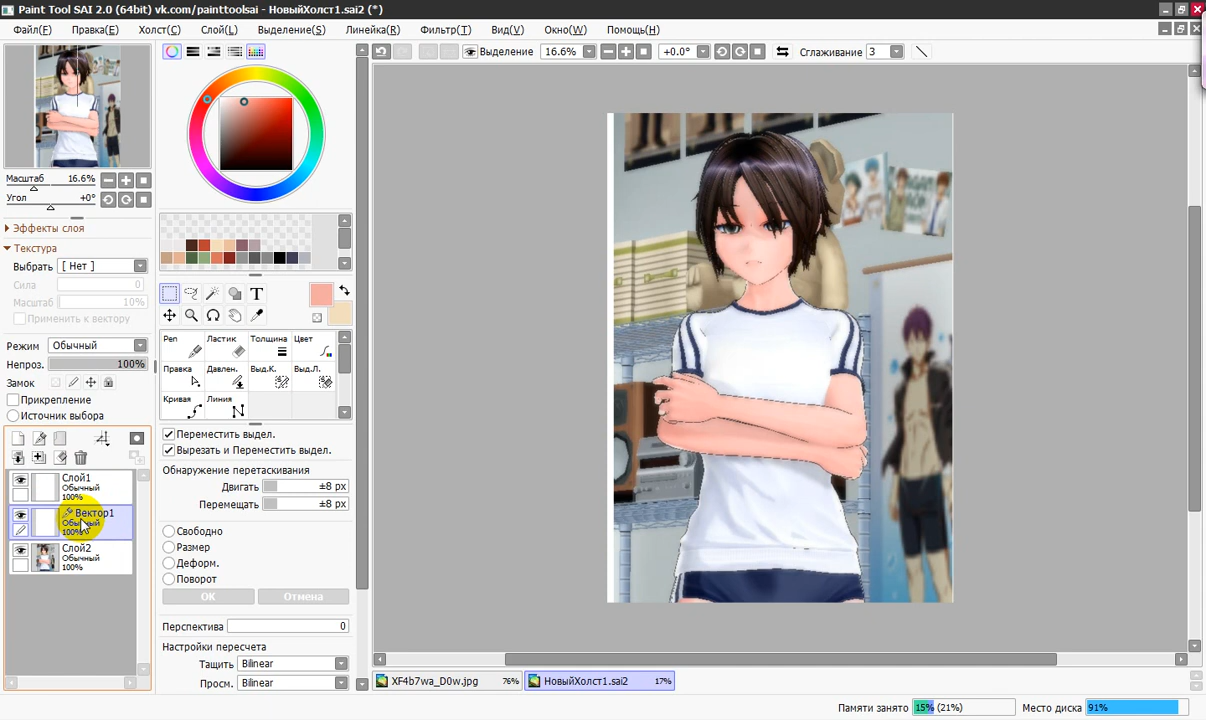 Paint Tool SAI 2.0 (64bit) vk.com/painttoolsai - НовыйХолст1.sai2 (*)
Файл(F) Правка(E) Холст(C) Слой(L) Выделение(S) Линейка(R) Фильтр(T) Вид(V) Окно(W) Помощь(H)
Выделение 16.6% +0.0° Сглаживание 3
Масштаб 16.6%
Угол +0°
Эффекты слоя
Текстура
Выбрать [ Нет ]
Сила 0
Масштаб 10%
Применить к вектору
Режим Обычный
Непроз. 100%
Замок
Прикрепление
Источник выбора
Слой1
Обычный
100%
Вектор1
Обычный
100%
Слой2
Обычный
100%
T
Pen Ластик Толщина Цвет
Правка Давлен. Выд.К. Выд.Л.
Кривая Линия
Переместить выдел.
Вырезать и Переместить выдел.
Обнаружение перетаскивания
Двигать ±8 px
Перемещать ±8 px
Свободно
Размер
Деформ.
Поворот
OK Отмена
Перспектива 0
Настройки пересчета
Тащить Bilinear
Просм. Bilinear
XF4b7wa_D0w.jpg 76% НовыйХолст1.sai2 17%
Памяти занято 15% (21%) Место диска 91%